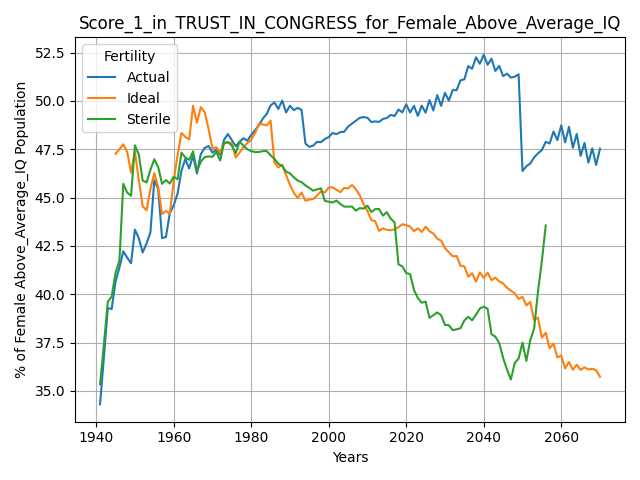 Score_1_in_TRUST_IN_CONGRESS_for_Female_Above_Average_IQ
Fertility
Actual
Ideal
Sterile
% of Female Above_Average_IQ Population
52.5
50.0
47.5
45.0
42.5
40.0
37.5
35.0
1940 1960 1980 2000 2020 2040 2060
Years